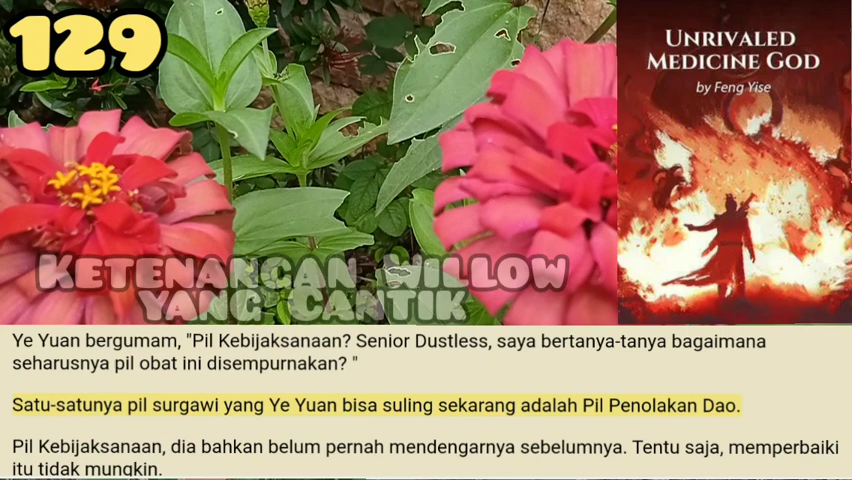 129
UNRIVALED
MEDICINE GOD
by Feng Yise
KETENANGAN WILLOW
YANG CANTIK
Ye Yuan bergumam, "Pil Kebijaksanaan? Senior Dustless, saya bertanya-tanya bagaimana
seharusnya pil obat ini disempurnakan? "
Satu-satunya pil surgawi yang Ye Yuan bisa suling sekarang adalah Pil Penolakan Dao.
Pil Kebijaksanaan, dia bahkan belum pernah mendengarnya sebelumnya. Tentu saja, memperbaiki
itu tidak mungkin.